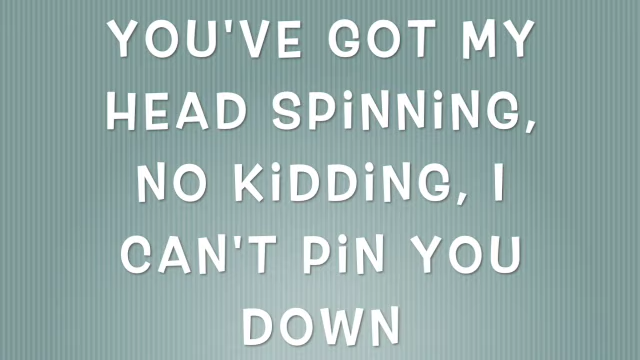 YOU'VE GOT MY
HEAD SPiNNiNG,
NO KiDDiNG, I
CAN'T PiN YOU
DOWN